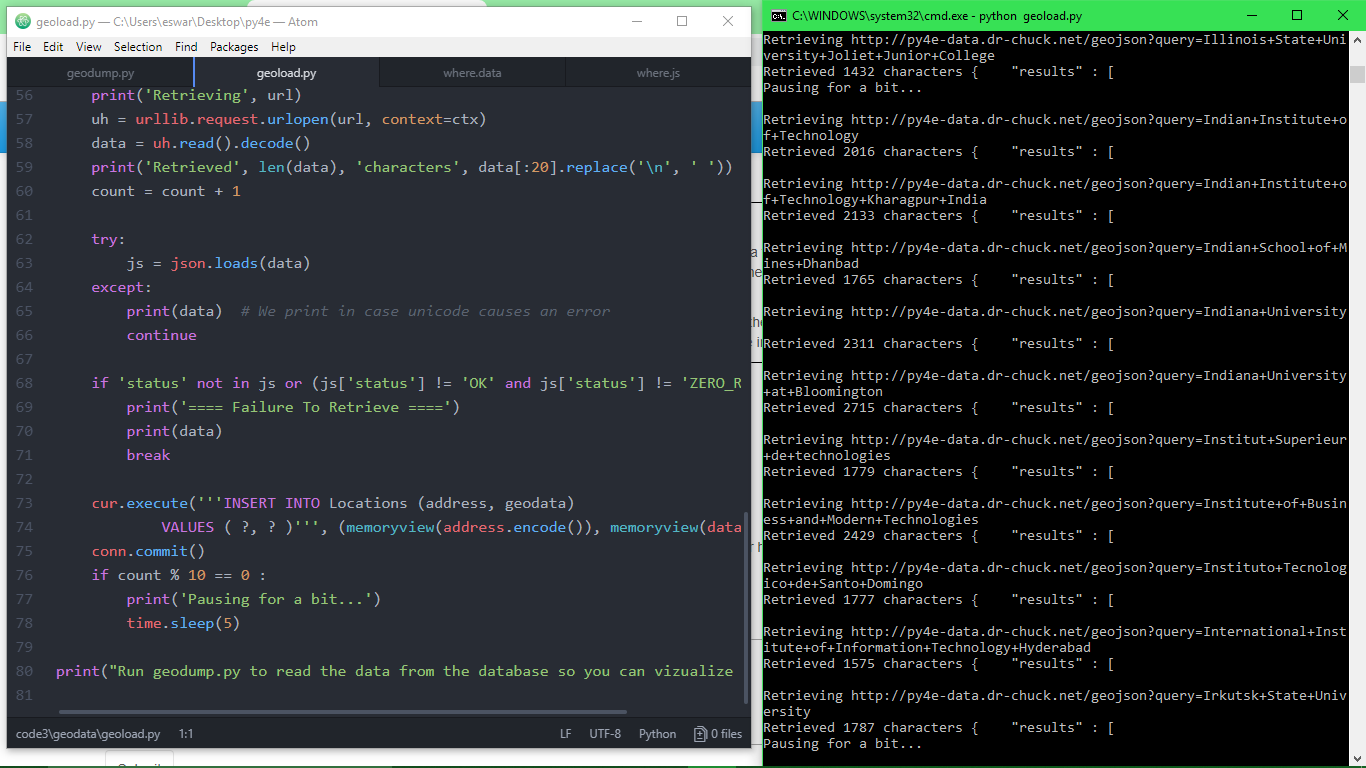 geoload.py — C:\Users\eswar\Desktop\py4e — Atom
File Edit View Selection Find Packages Help
geodump.py geoload.py where.data where.js
56 print('Retrieving', url)
57 uh = urllib.request.urlopen(url, context=ctx)
58 data = uh.read().decode()
59 print('Retrieved', len(data), 'characters', data[:20].replace('\n', ' '))
60 count = count + 1
61
62 try:
63 js = json.loads(data)
64 except:
65 print(data)  # We print in case unicode causes an error
66 continue
67
68 if 'status' not in js or (js['status'] != 'OK' and js['status'] != 'ZERO_R
69 print('==== Failure To Retrieve ====')
70 print(data)
71 break
72
73 cur.execute('''INSERT INTO Locations (address, geodata)
74 VALUES ( ?, ? )''', (memoryview(address.encode()), memoryview(data
75 conn.commit()
76 if count % 10 == 0 :
77 print('Pausing for a bit...')
78 time.sleep(5)
79
80 print("Run geodump.py to read the data from the database so you can vizualize
81
code3\geodata\geoload.py 1:1 LF UTF-8 Python 0 files
C:\WINDOWS\system32\cmd.exe - python  geoload.py
Retrieving http://py4e-data.dr-chuck.net/geojson?query=Illinois+State+Uni
versity+Joliet+Junior+College
Retrieved 1432 characters {    "results" : [
Pausing for a bit...
Retrieving http://py4e-data.dr-chuck.net/geojson?query=Indian+Institute+o
f+Technology
Retrieved 2016 characters {    "results" : [
Retrieving http://py4e-data.dr-chuck.net/geojson?query=Indian+Institute+o
f+Technology+Kharagpur+India
Retrieved 2133 characters {    "results" : [
Retrieving http://py4e-data.dr-chuck.net/geojson?query=Indian+School+of+M
ines+Dhanbad
Retrieved 1765 characters {    "results" : [
Retrieving http://py4e-data.dr-chuck.net/geojson?query=Indiana+University
Retrieved 2311 characters {    "results" : [
Retrieving http://py4e-data.dr-chuck.net/geojson?query=Indiana+University
+at+Bloomington
Retrieved 2715 characters {    "results" : [
Retrieving http://py4e-data.dr-chuck.net/geojson?query=Institut+Superieur
+de+technologies
Retrieved 1779 characters {    "results" : [
Retrieving http://py4e-data.dr-chuck.net/geojson?query=Institute+of+Busin
ess+and+Modern+Technologies
Retrieved 2429 characters {    "results" : [
Retrieving http://py4e-data.dr-chuck.net/geojson?query=Instituto+Tecnolog
ico+de+Santo+Domingo
Retrieved 1777 characters {    "results" : [
Retrieving http://py4e-data.dr-chuck.net/geojson?query=International+Inst
itute+of+Information+Technology+Hyderabad
Retrieved 1575 characters {    "results" : [
Retrieving http://py4e-data.dr-chuck.net/geojson?query=Irkutsk+State+Univ
ersity
Retrieved 1787 characters {    "results" : [
Pausing for a bit...